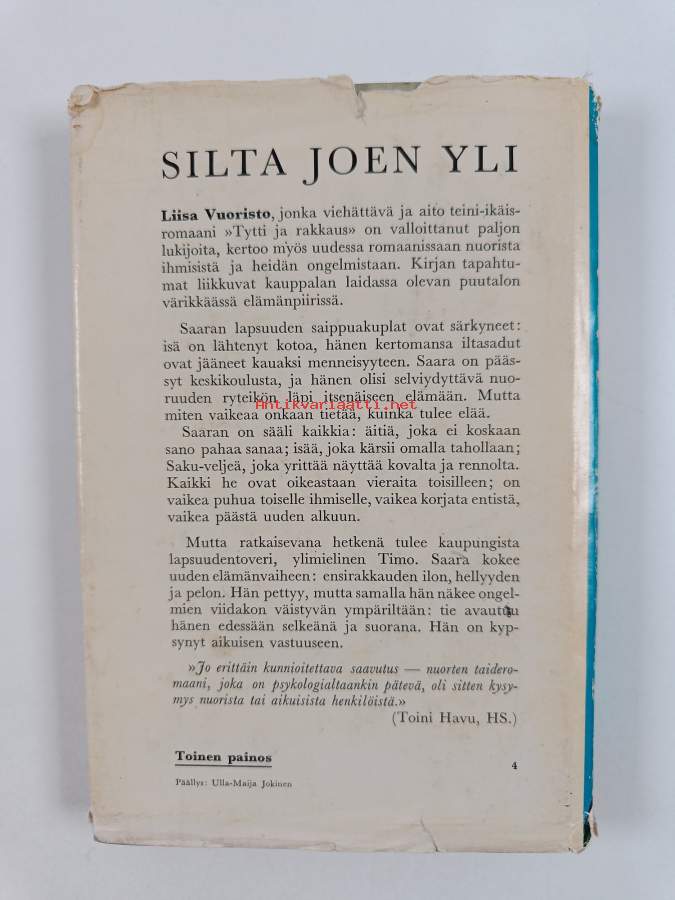 SILTA JOEN YLI
Liisa Vuoristo, jonka viehättävä ja aito teini-ikäis-
romaani »Tytti ja rakkaus» on valloittanut paljon
lukijoita, kertoo myös uudessa romaanissaan nuorista
ihmisistä ja heidän ongelmistaan. Kirjan tapahtu-
mat liikkuvat kauppalan laidassa olevan puutalon
värikkäässä elämänpiirissä.
Saaran lapsuuden saippuakuplat ovat särkyneet:
isä on lähtenyt kotoa, hänen kertomansa iltasadut
ovat jääneet kauaksi menneisyyteen. Saara on pääs-
syt keskikoulusta, ja hänen olisi selviydyttävä nuo-
ruuden ryteikön läpi itsenäiseen elämään. Mutta
Antikvariaatti.net
miten vaikeaa onkaan tietää, kuinka tulee elää.
Saaran on sääli kaikkia: äitiä, joka ei koskaan
sano pahaa sanaa; isää, joka kärsii omalla tahollaan;
Saku-veljeä, joka yrittää näyttää kovalta ja rennolta.
Kaikki he ovat oikeastaan vieraita toisilleen; on
vaikea puhua toiselle ihmiselle, vaikea korjata entistä,
vaikea päästä uuden alkuun.
Mutta ratkaisevana hetkenä tulee kaupungista
lapsuudentoveri, ylimielinen Timo. Saara kokee
uuden elämänvaiheen: ensirakkauden ilon, hellyyden
ja pelon. Hän pettyy, mutta samalla hän näkee ongel-
mien viidakon väistyvän ympäriltään: tie avautuu
hänen edessään selkeänä ja suorana. Hän on kyp-
synyt aikuisen vastuuseen.
»Jo erittäin kunnioitettava saavutus — nuorten taidero-
maani, joka on psykologialtaankin pätevä, oli sitten kysy-
mys nuorista tai aikuisista henkilöistä.»
(Toini Havu, HS.)
Toinen painos
4
Päällys: Ulla-Maija Jokinen